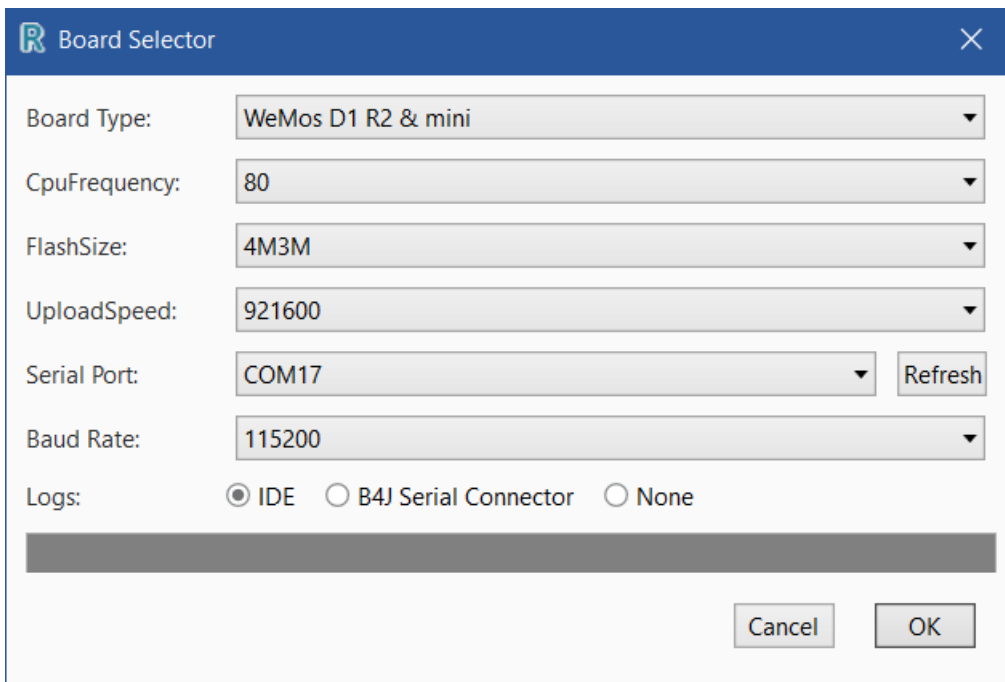 R Board Selector
Board Type: WeMos D1 R2 & mini
CpuFrequency: 80
FlashSize: 4M3M
UploadSpeed: 921600
Serial Port: COM17 Refresh
Baud Rate: 115200
Logs: IDE B4J Serial Connector None
Cancel OK